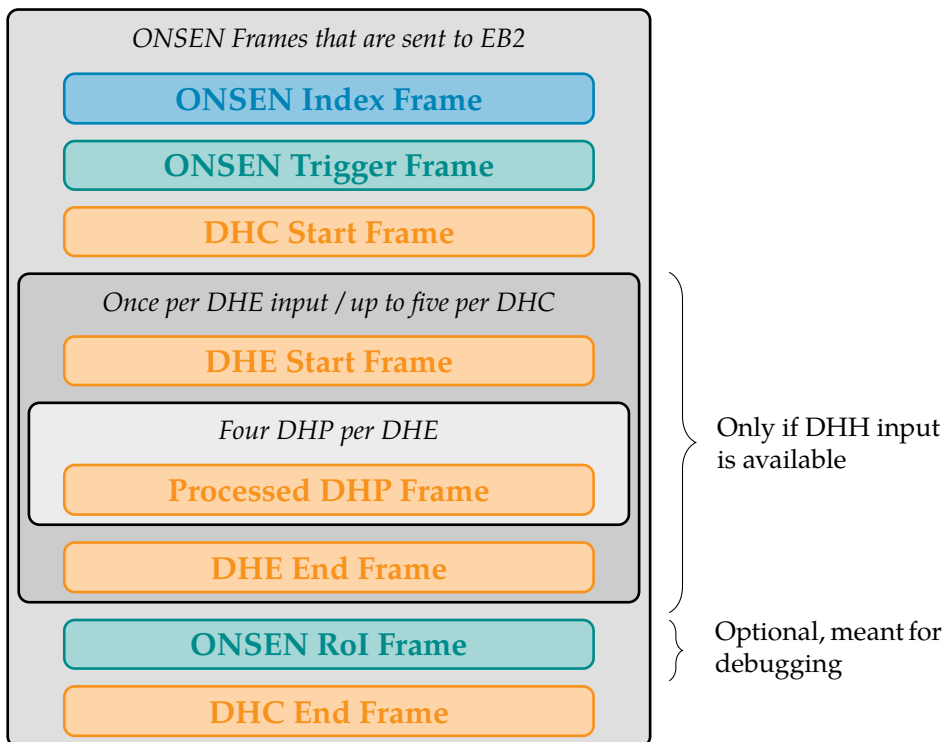 ONSEN Frames that are sent to EB2
ONSEN Index Frame
ONSEN Trigger Frame
DHC Start Frame
Once per DHE input / up to five per DHC
DHE Start Frame
Four DHP per DHE
Processed DHP Frame
DHE End Frame
Only if DHH input
is available
ONSEN RoI Frame
Optional, meant for
debugging
DHC End Frame